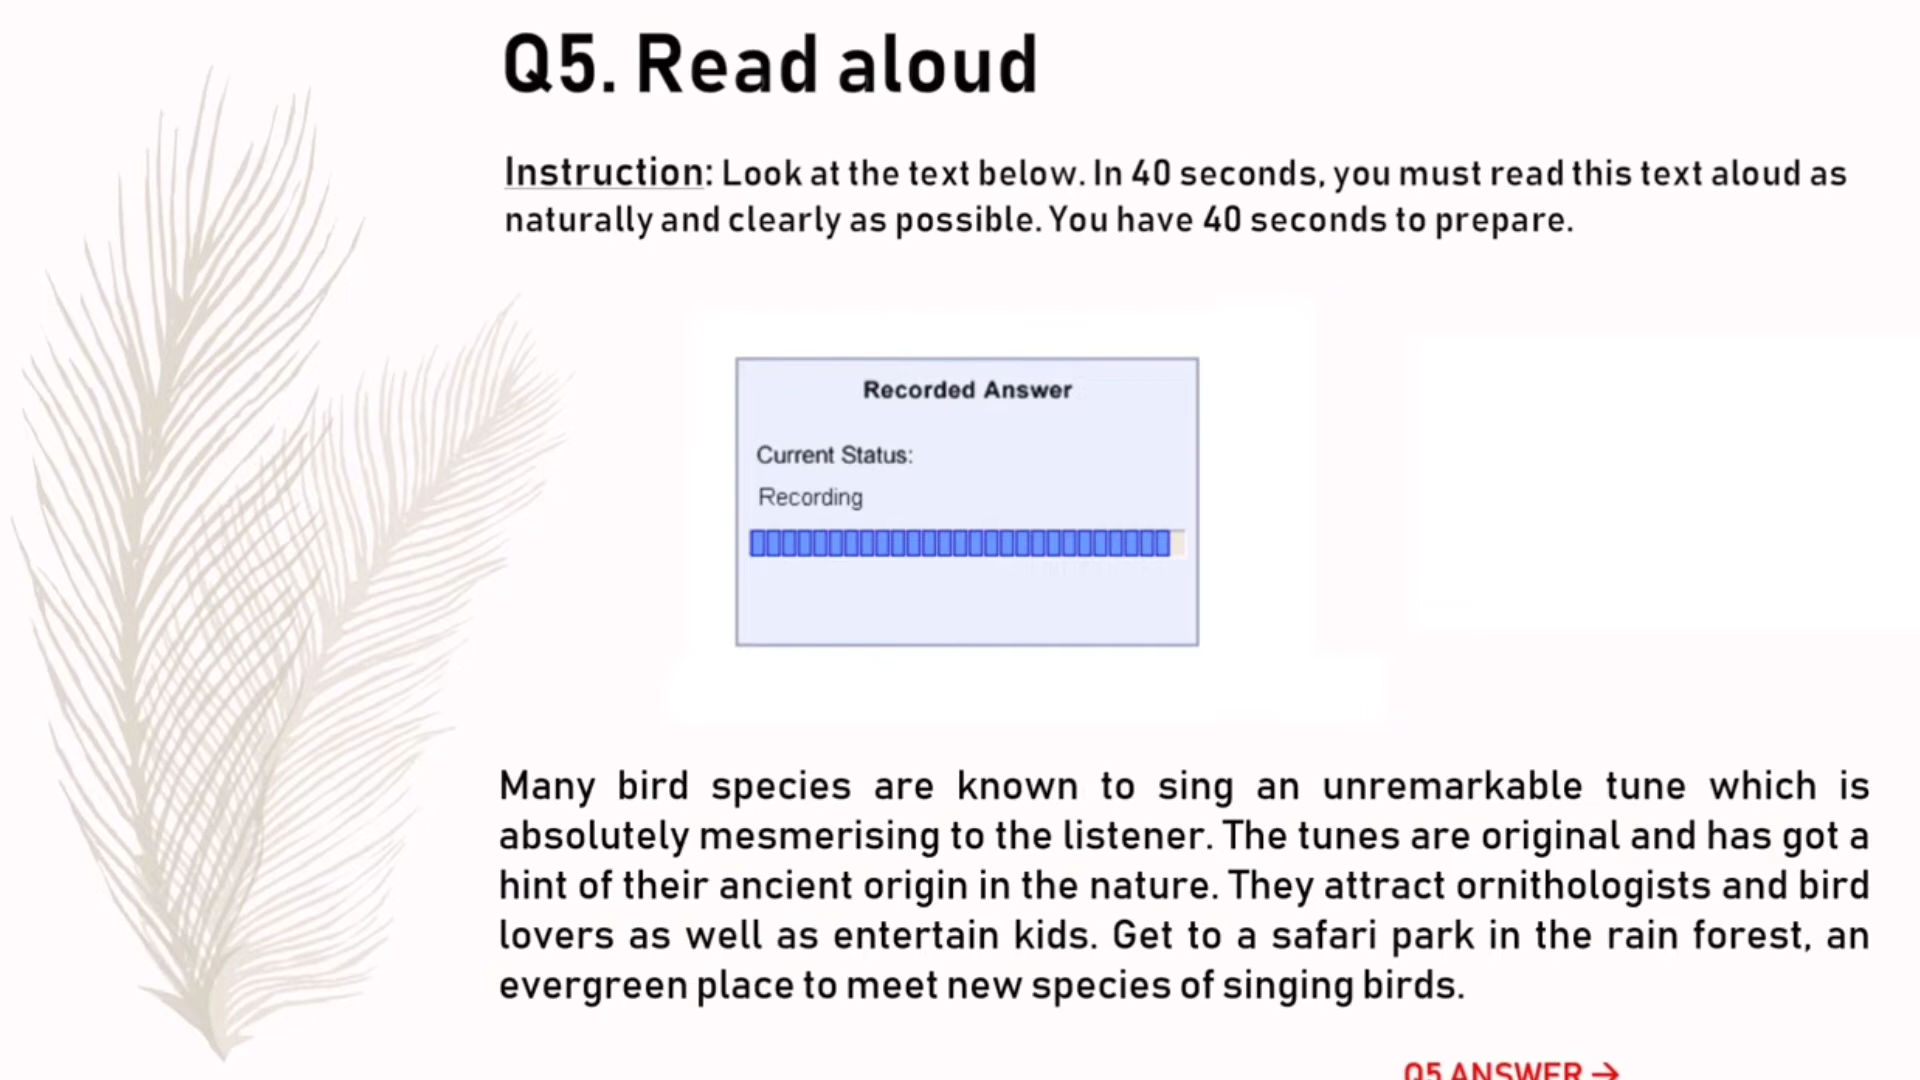 Q5. Read aloud
Instruction: Look at the text below. In 40 seconds, you must read this text aloud as
naturally and clearly as possible. You have 40 seconds to prepare.
Recorded Answer
Current Status:
Recording
Many bird species are known to sing an unremarkable tune which is
absolutely mesmerising to the listener. The tunes are original and has got a
hint of their ancient origin in the nature. They attract ornithologists and bird
lovers as well as entertain kids. Get to a safari park in the rain forest, an
evergreen place to meet new species of singing birds.
Q5 ANSWER →